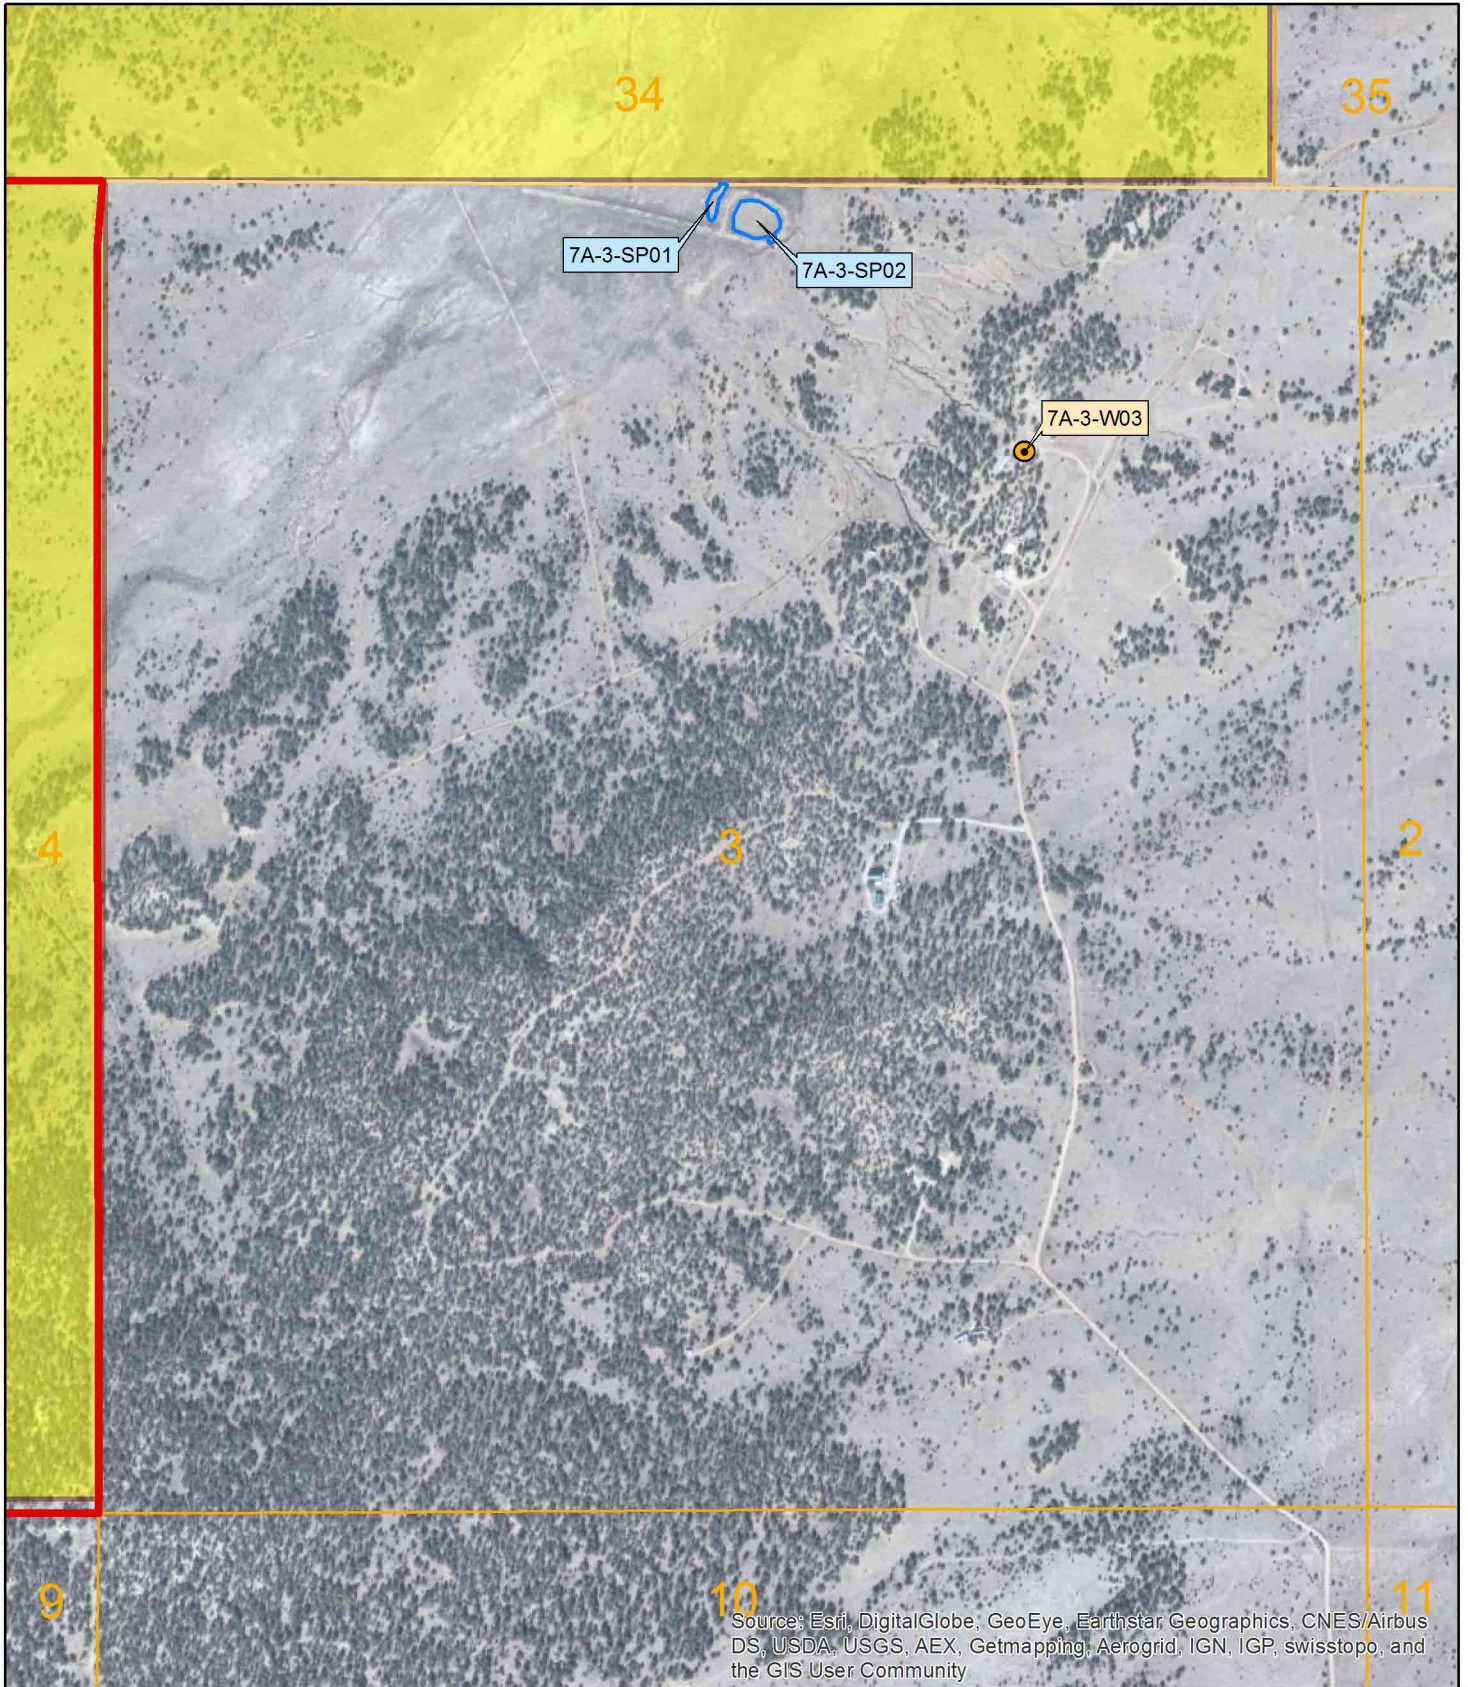 34
35
7A-3-SP01
7A-3-SP02
7A-3-W03
4
3
2
9
10
11
Source: Esri, DigitalGlobe, GeoEye, Earthstar Geographics, CNES/Airbus
DS, USDA, USGS, AEX, Getmapping, Aerogrid, IGN, IGP, swisstopo, and
the GIS User Community